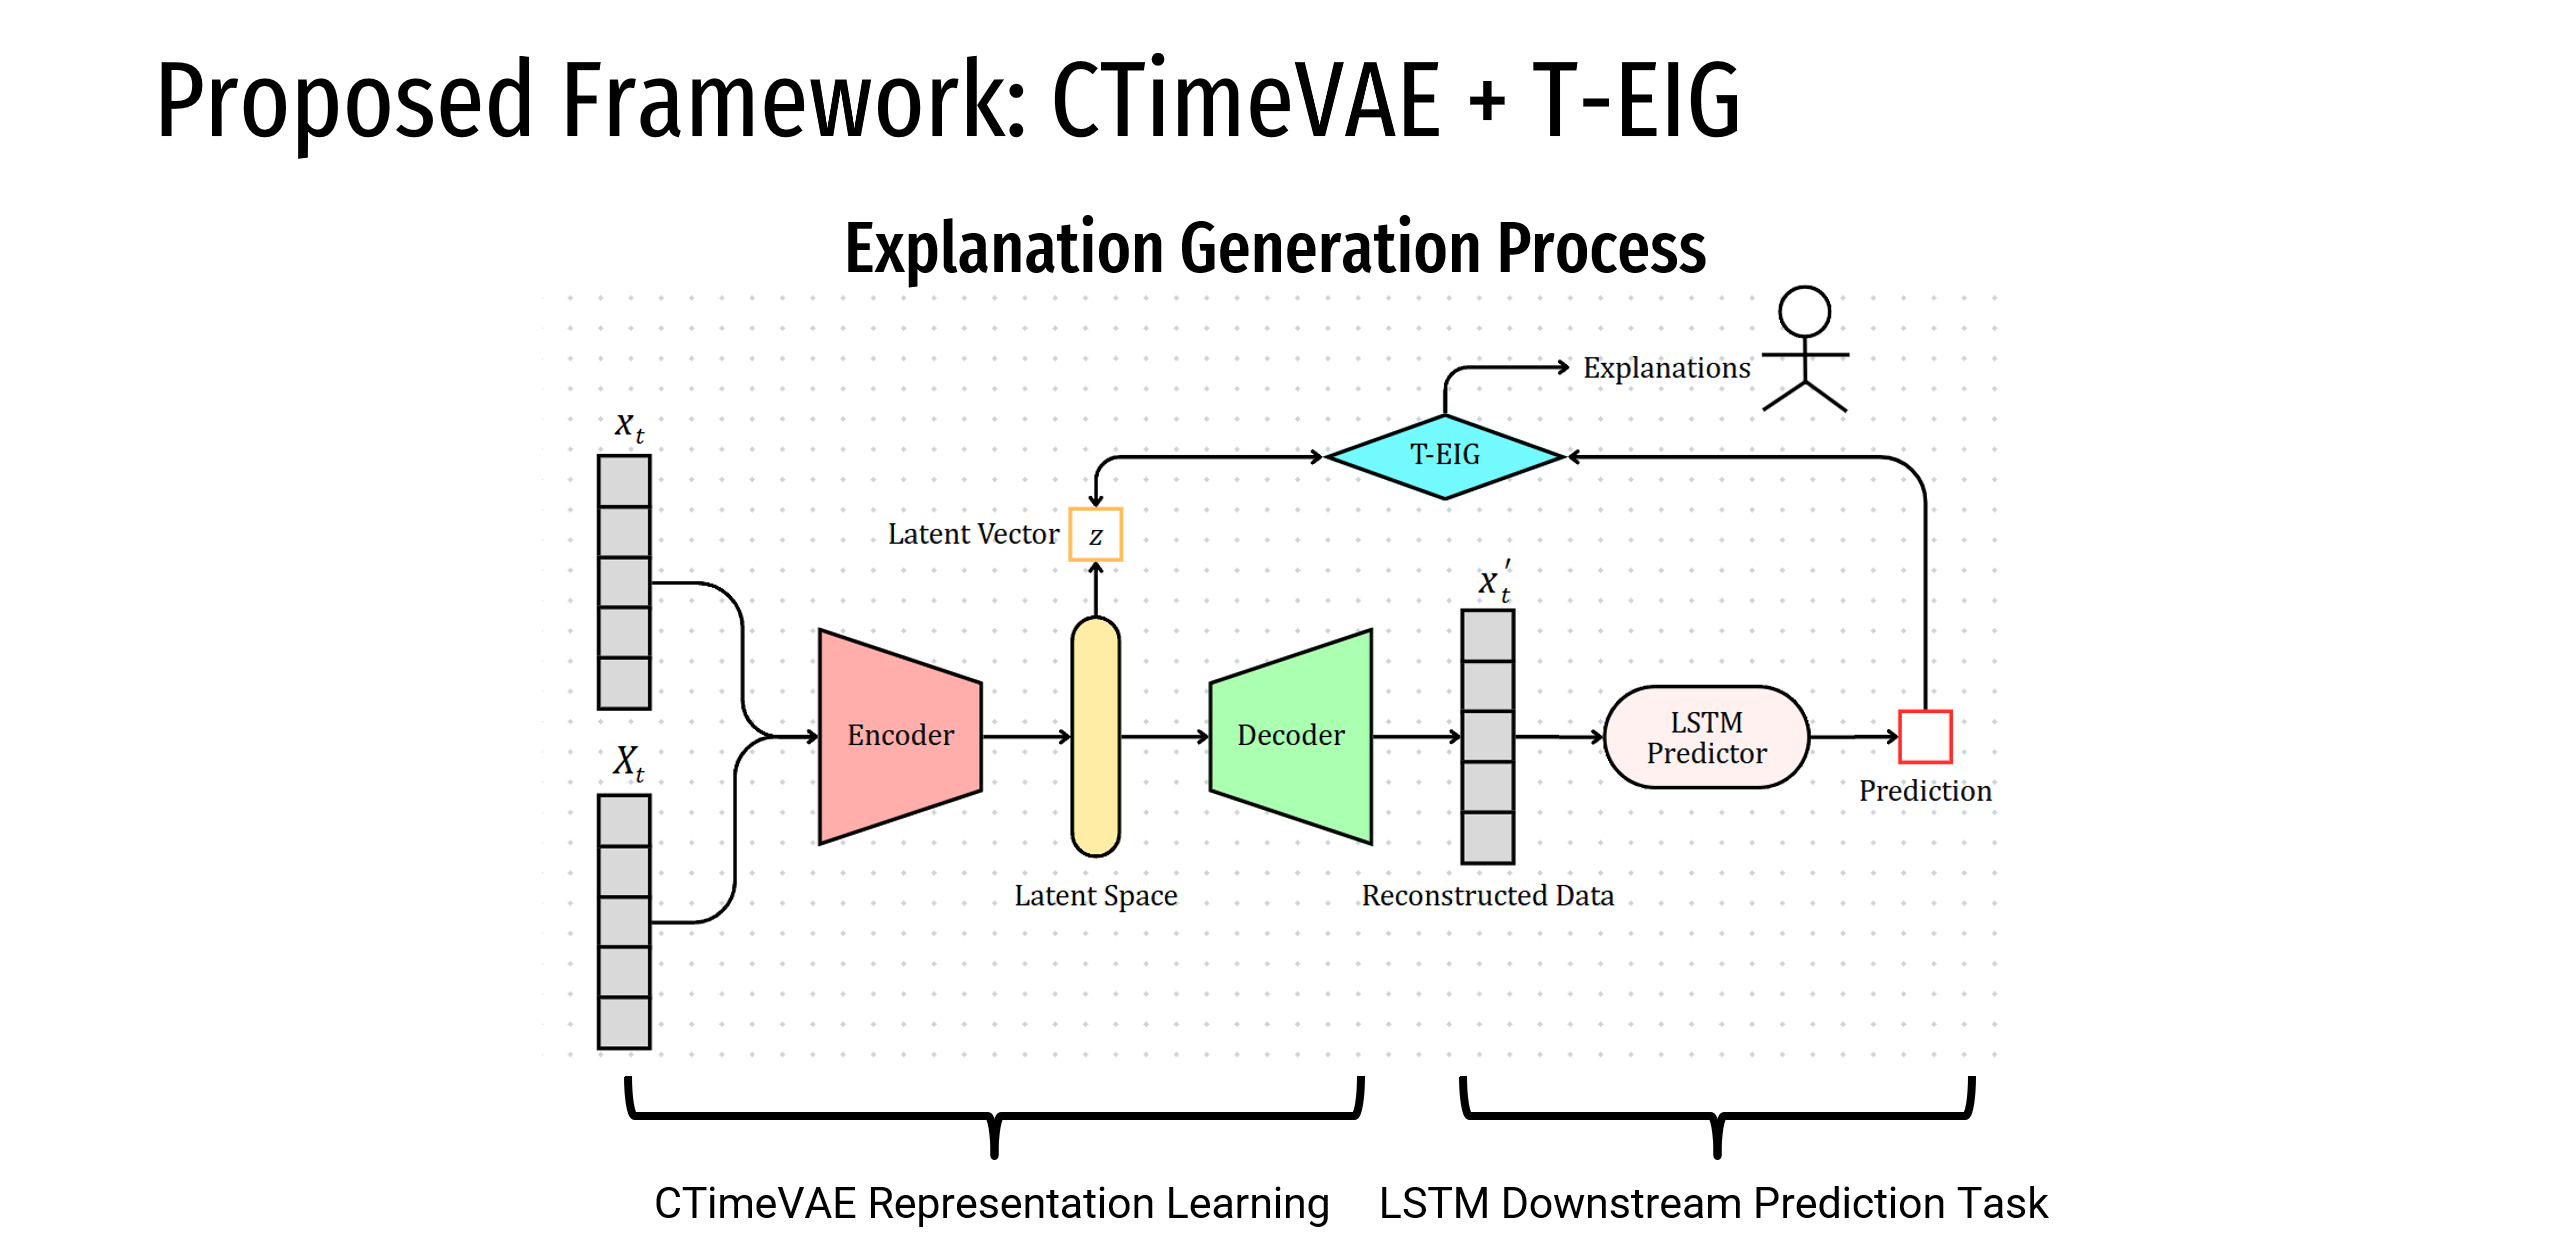 Proposed Framework: CTimeVAE + T-EIG
Explanation Generation Process
Explanations
x_t
T-EIG
Latent Vector
z
x'_t
Encoder
Decoder
LSTM
Predictor
X_t
Prediction
Latent Space
Reconstructed Data
CTimeVAE Representation Learning
LSTM Downstream Prediction Task